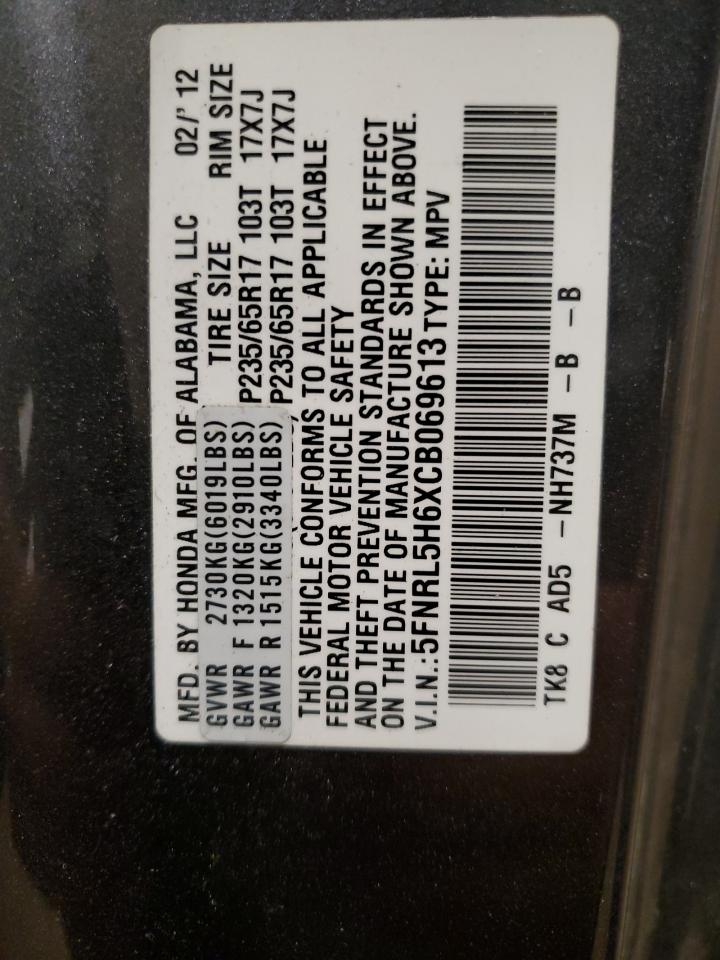 MFD. BY HONDA MFG. OF ALABAMA, LLC 02/' 12
GVWR 2730KG(6019LBS) TIRE SIZE RIM SIZE
GAWR F 1320KG(2910LBS) P235/65R17 103T 17X7J
GAWR R 1515KG(3340LBS) P235/65R17 103T 17X7J
THIS VEHICLE CONFORMS TO ALL APPLICABLE
FEDERAL MOTOR VEHICLE SAFETY
AND THEFT PREVENTION STANDARDS IN EFFECT
ON THE DATE OF MANUFACTURE SHOWN ABOVE.
V.I.N.:5FNRL5H6XCB069613 TYPE: MPV
TK8 C AD5 -NH737M -B -B